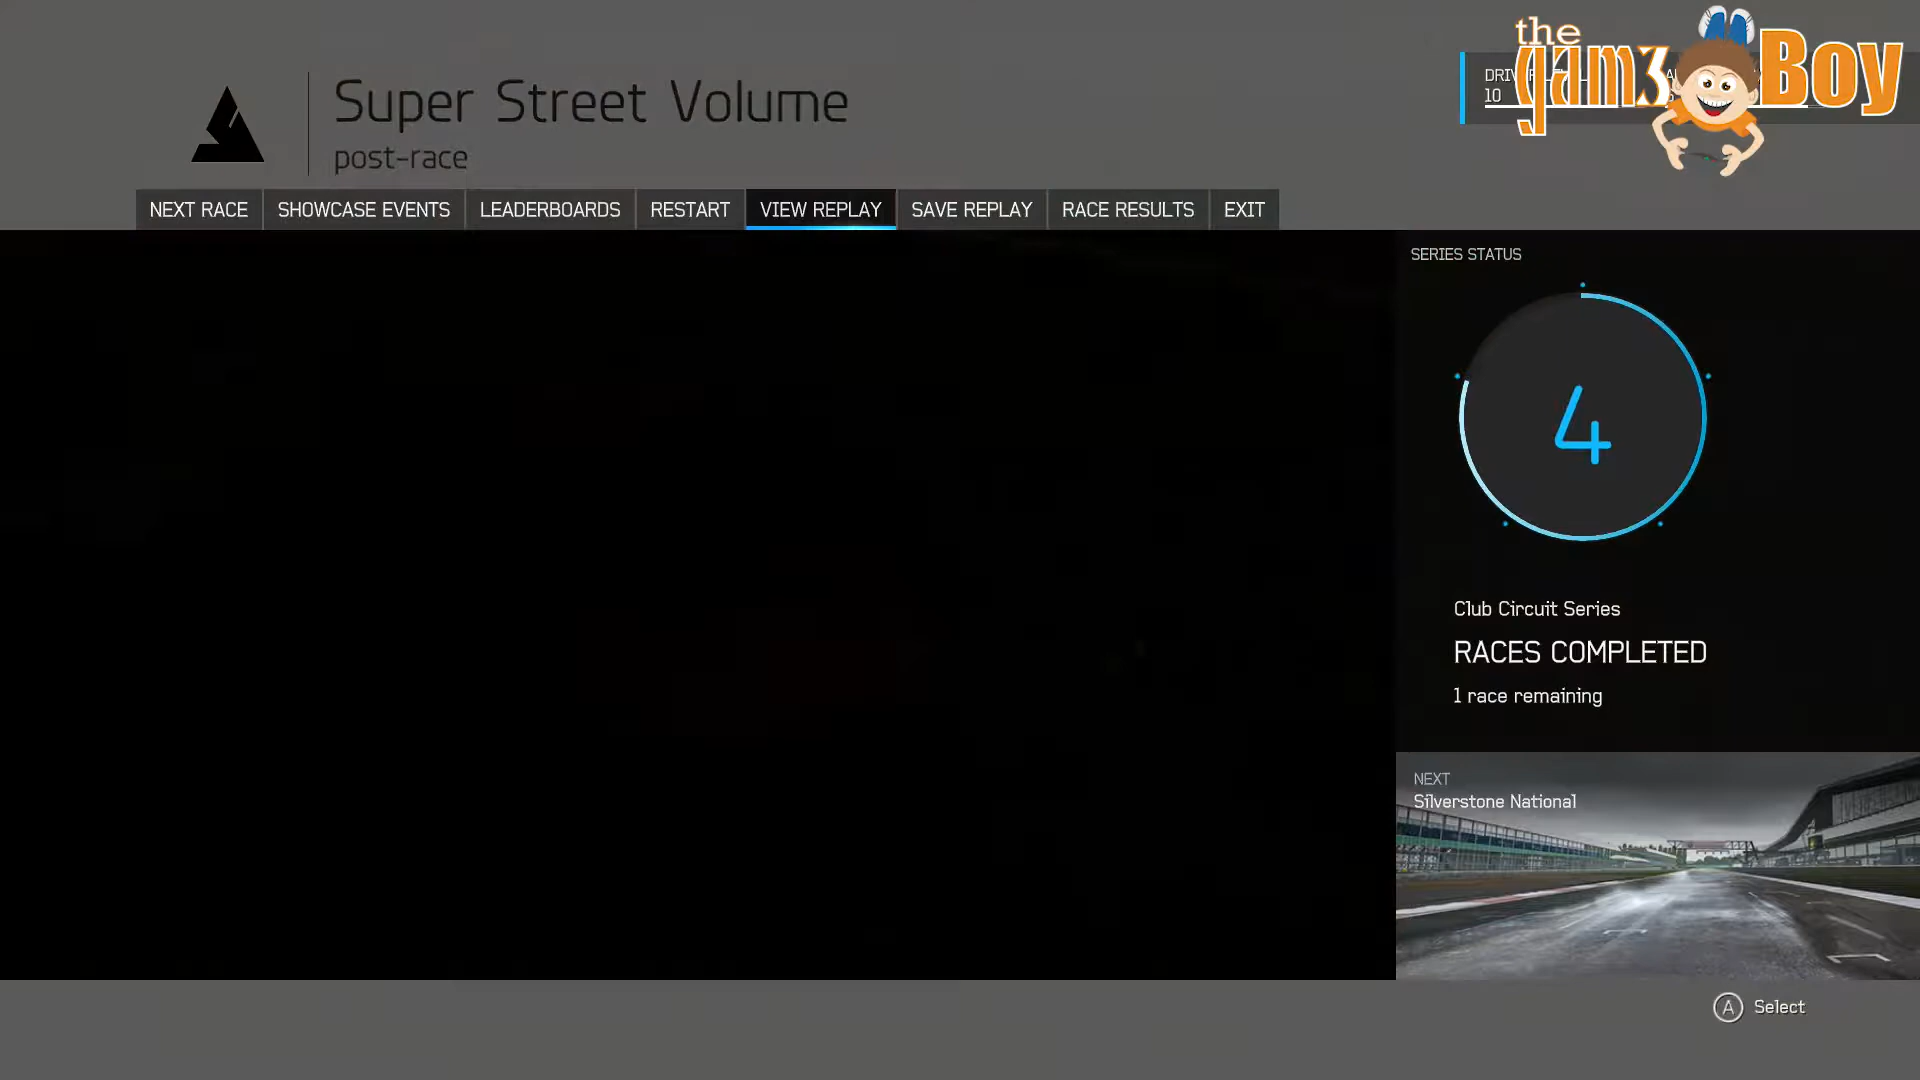 the
gam3Boy
Super Street Volume
post-race
10
NEXT RACE
SHOWCASE EVENTS
LEADERBOARDS
RESTART
VIEW REPLAY
SAVE REPLAY
RACE RESULTS
EXIT
SERIES STATUS
4
Club Circuit Series
RACES COMPLETED
1 race remaining
NEXT
Silverstone National
A Select